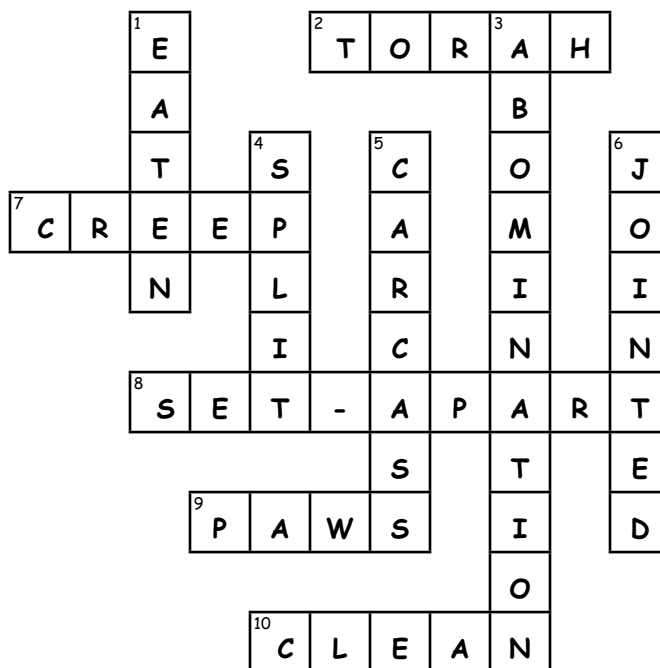 1 E 2 T O R 3 A H
A B
T 4 S 5 C O 6 J
7 C R E E P A M O
N L R I I
I C N N
8 S E T - A P A R T
S T E
9 P A W S I D
O
10 C L E A N